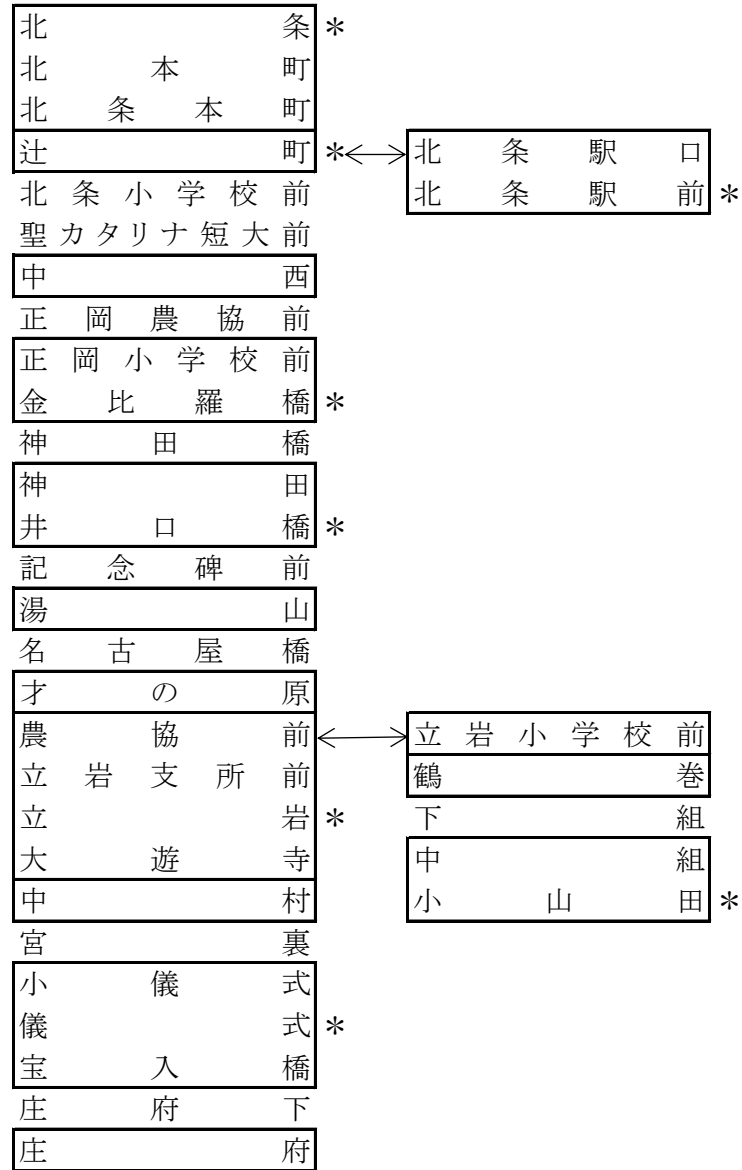 北条＊
北本町
北条本町
辻町＊↔北条駅口
北条小学校前 北条駅前＊
聖カタリナ短大前
中西
正岡農協前
正岡小学校前
金比羅橋＊
神田橋
神田
井口橋＊
記念碑前
湯山
名古屋橋
才の原
農協前↔立岩小学校前
立岩支所前 鶴巻
立岩＊ 下組
大遊寺 中組
中村 小山田＊
宮裏
小儀式
儀式＊
宝入橋
庄府下
庄府